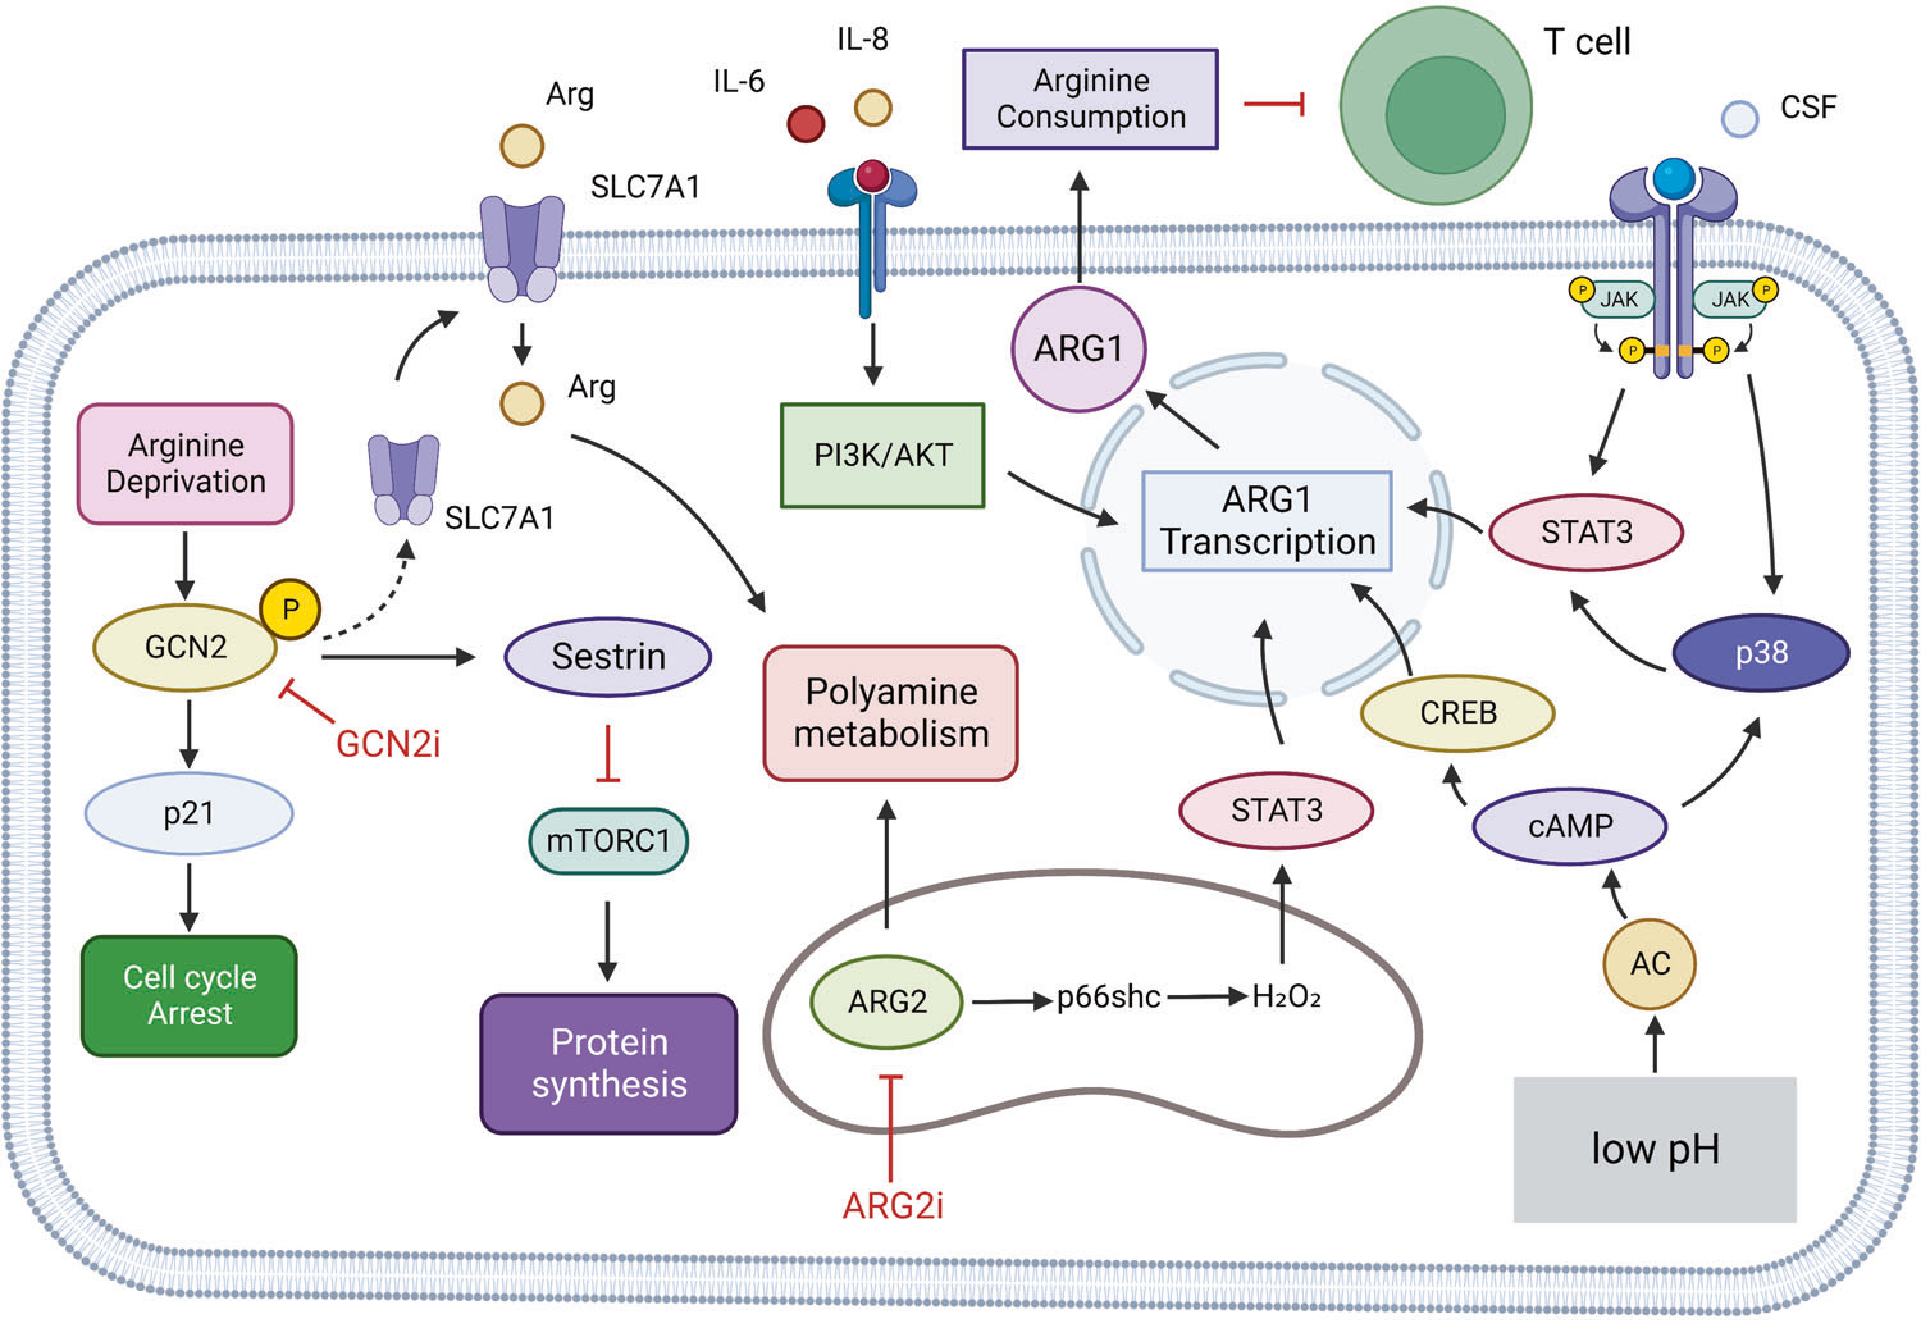 IL-8
T cell
IL-6
Arg
Arginine
Consumption
CSF
SLC7A1
P
JAK
JAK
P
P
P
ARG1
Arg
Arginine
Deprivation
PI3K/AKT
SLC7A1
ARG1
Transcription
STAT3
P
GCN2
Sestrin
p38
Polyamine
metabolism
CREB
GCN2i
p21
mTORC1
STAT3
cAMP
AC
Cell cycle
Arrest
ARG2
p66shc
H₂O₂
Protein
synthesis
low pH
ARG2i